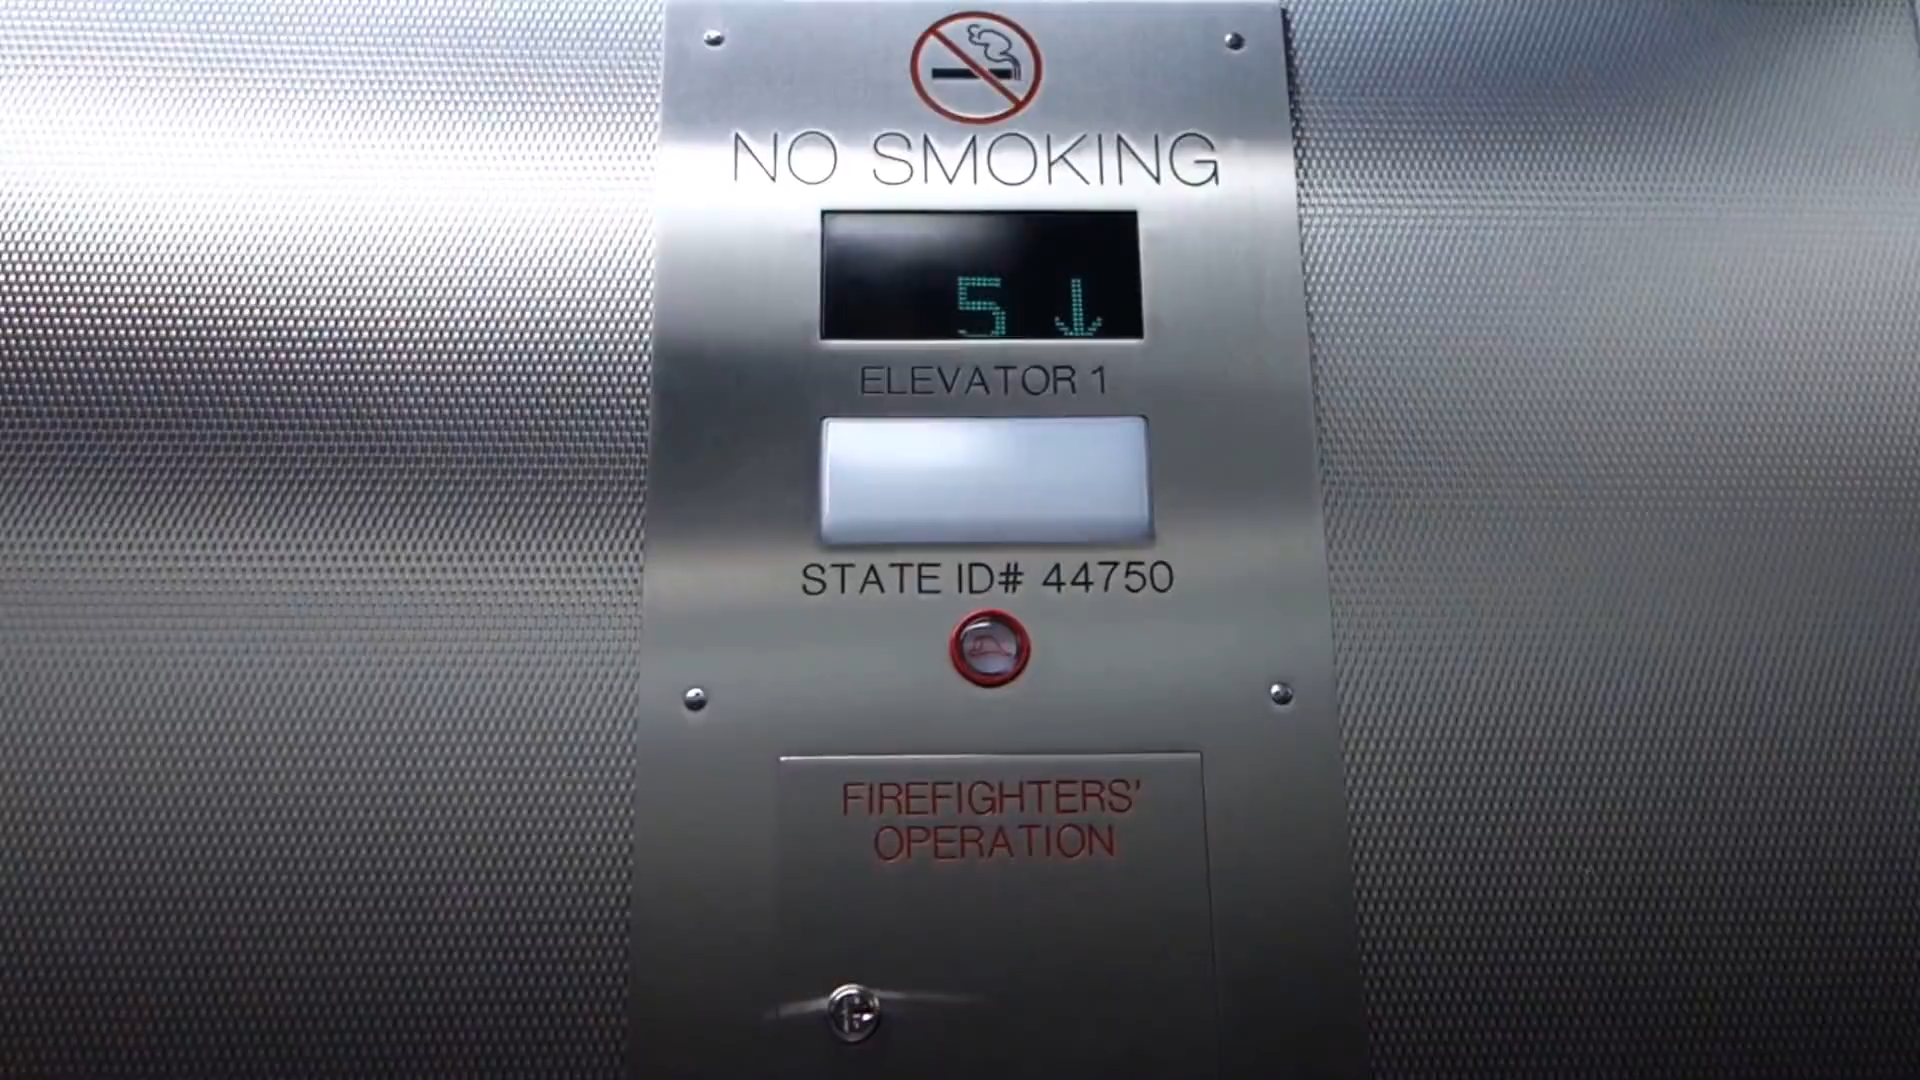 NO SMOKING
5 ↓
ELEVATOR 1
STATE ID# 44750
FIREFIGHTERS'
OPERATION